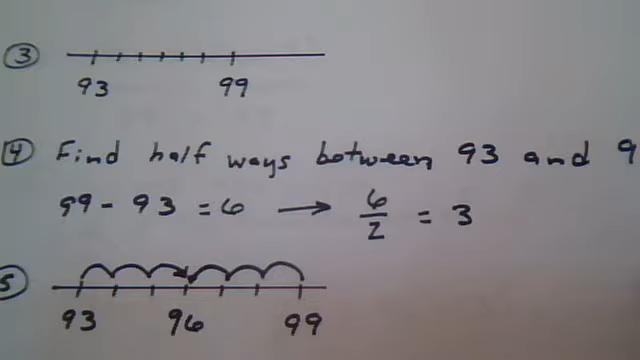 3
93 99
4 Find half ways between 93 and 9
99 - 93 = 6 → 6/2 = 3
5
93 96 99